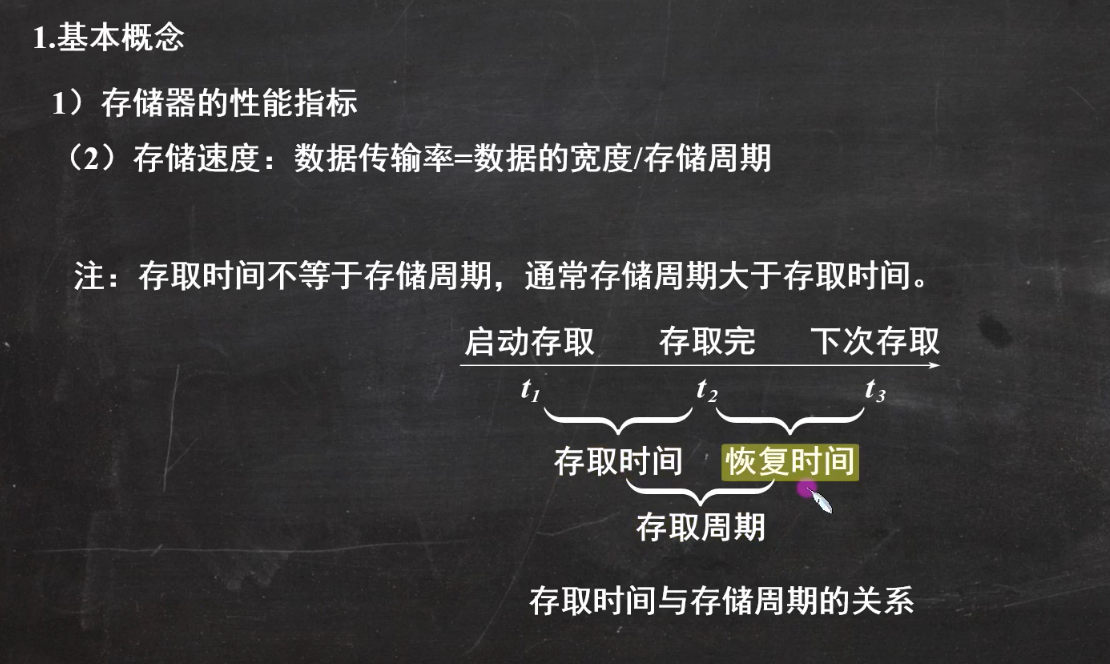 1.基本概念
1）存储器的性能指标
（2）存储速度：数据传输率=数据的宽度/存储周期
注：存取时间不等于存储周期，通常存储周期大于存取时间。
启动存取 存取完 下次存取
t1 t2 t3
存取时间 恢复时间
存取周期
存取时间与存储周期的关系